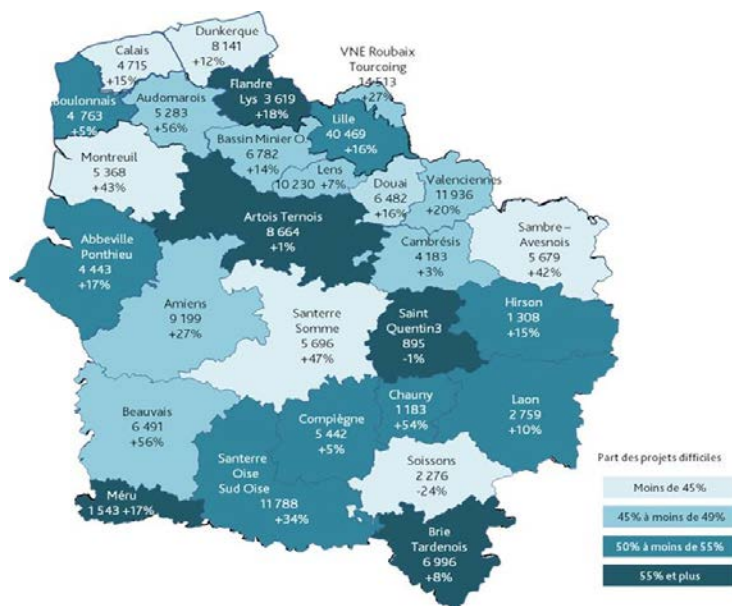 Dunkerque
8 141
+12%
Calais
4 715
+15%
VNE Roubaix
Tourcoing
14 513
+27%
Flandre
Lys 3 619
+18%
Boulonnais
4 763
+5%
Audomarois
5 283
+56%
Lille
40 469
+16%
Bassin Minier O.
6 782
+14%
Montreuil
5 368
+43%
Lens
10 230 +7%
Douai
6 482
+16%
Valenciennes
11 936
+20%
Artois Ternois
8 664
+1%
Sambre–
Avesnois
5 679
+42%
Abbeville
Ponthieu
4 443
+17%
Cambrésis
4 183
+3%
Amiens
9 199
+27%
Santerre
Somme
5 696
+47%
Saint
Quentin3
895
-1%
Hirson
1 308
+15%
Beauvais
6 491
+56%
Compiègne
5 442
+5%
Chauny
1 183
+54%
Laon
2 759
+10%
Santerre
Oise
Sud Oise
11 788
+34%
Soissons
2 276
-24%
Méru
1 543 +17%
Brie
Tardenois
6 996
+8%
Part des projets difficiles
Moins de 45%
45% à moins de 49%
50% à moins de 55%
55% et plus